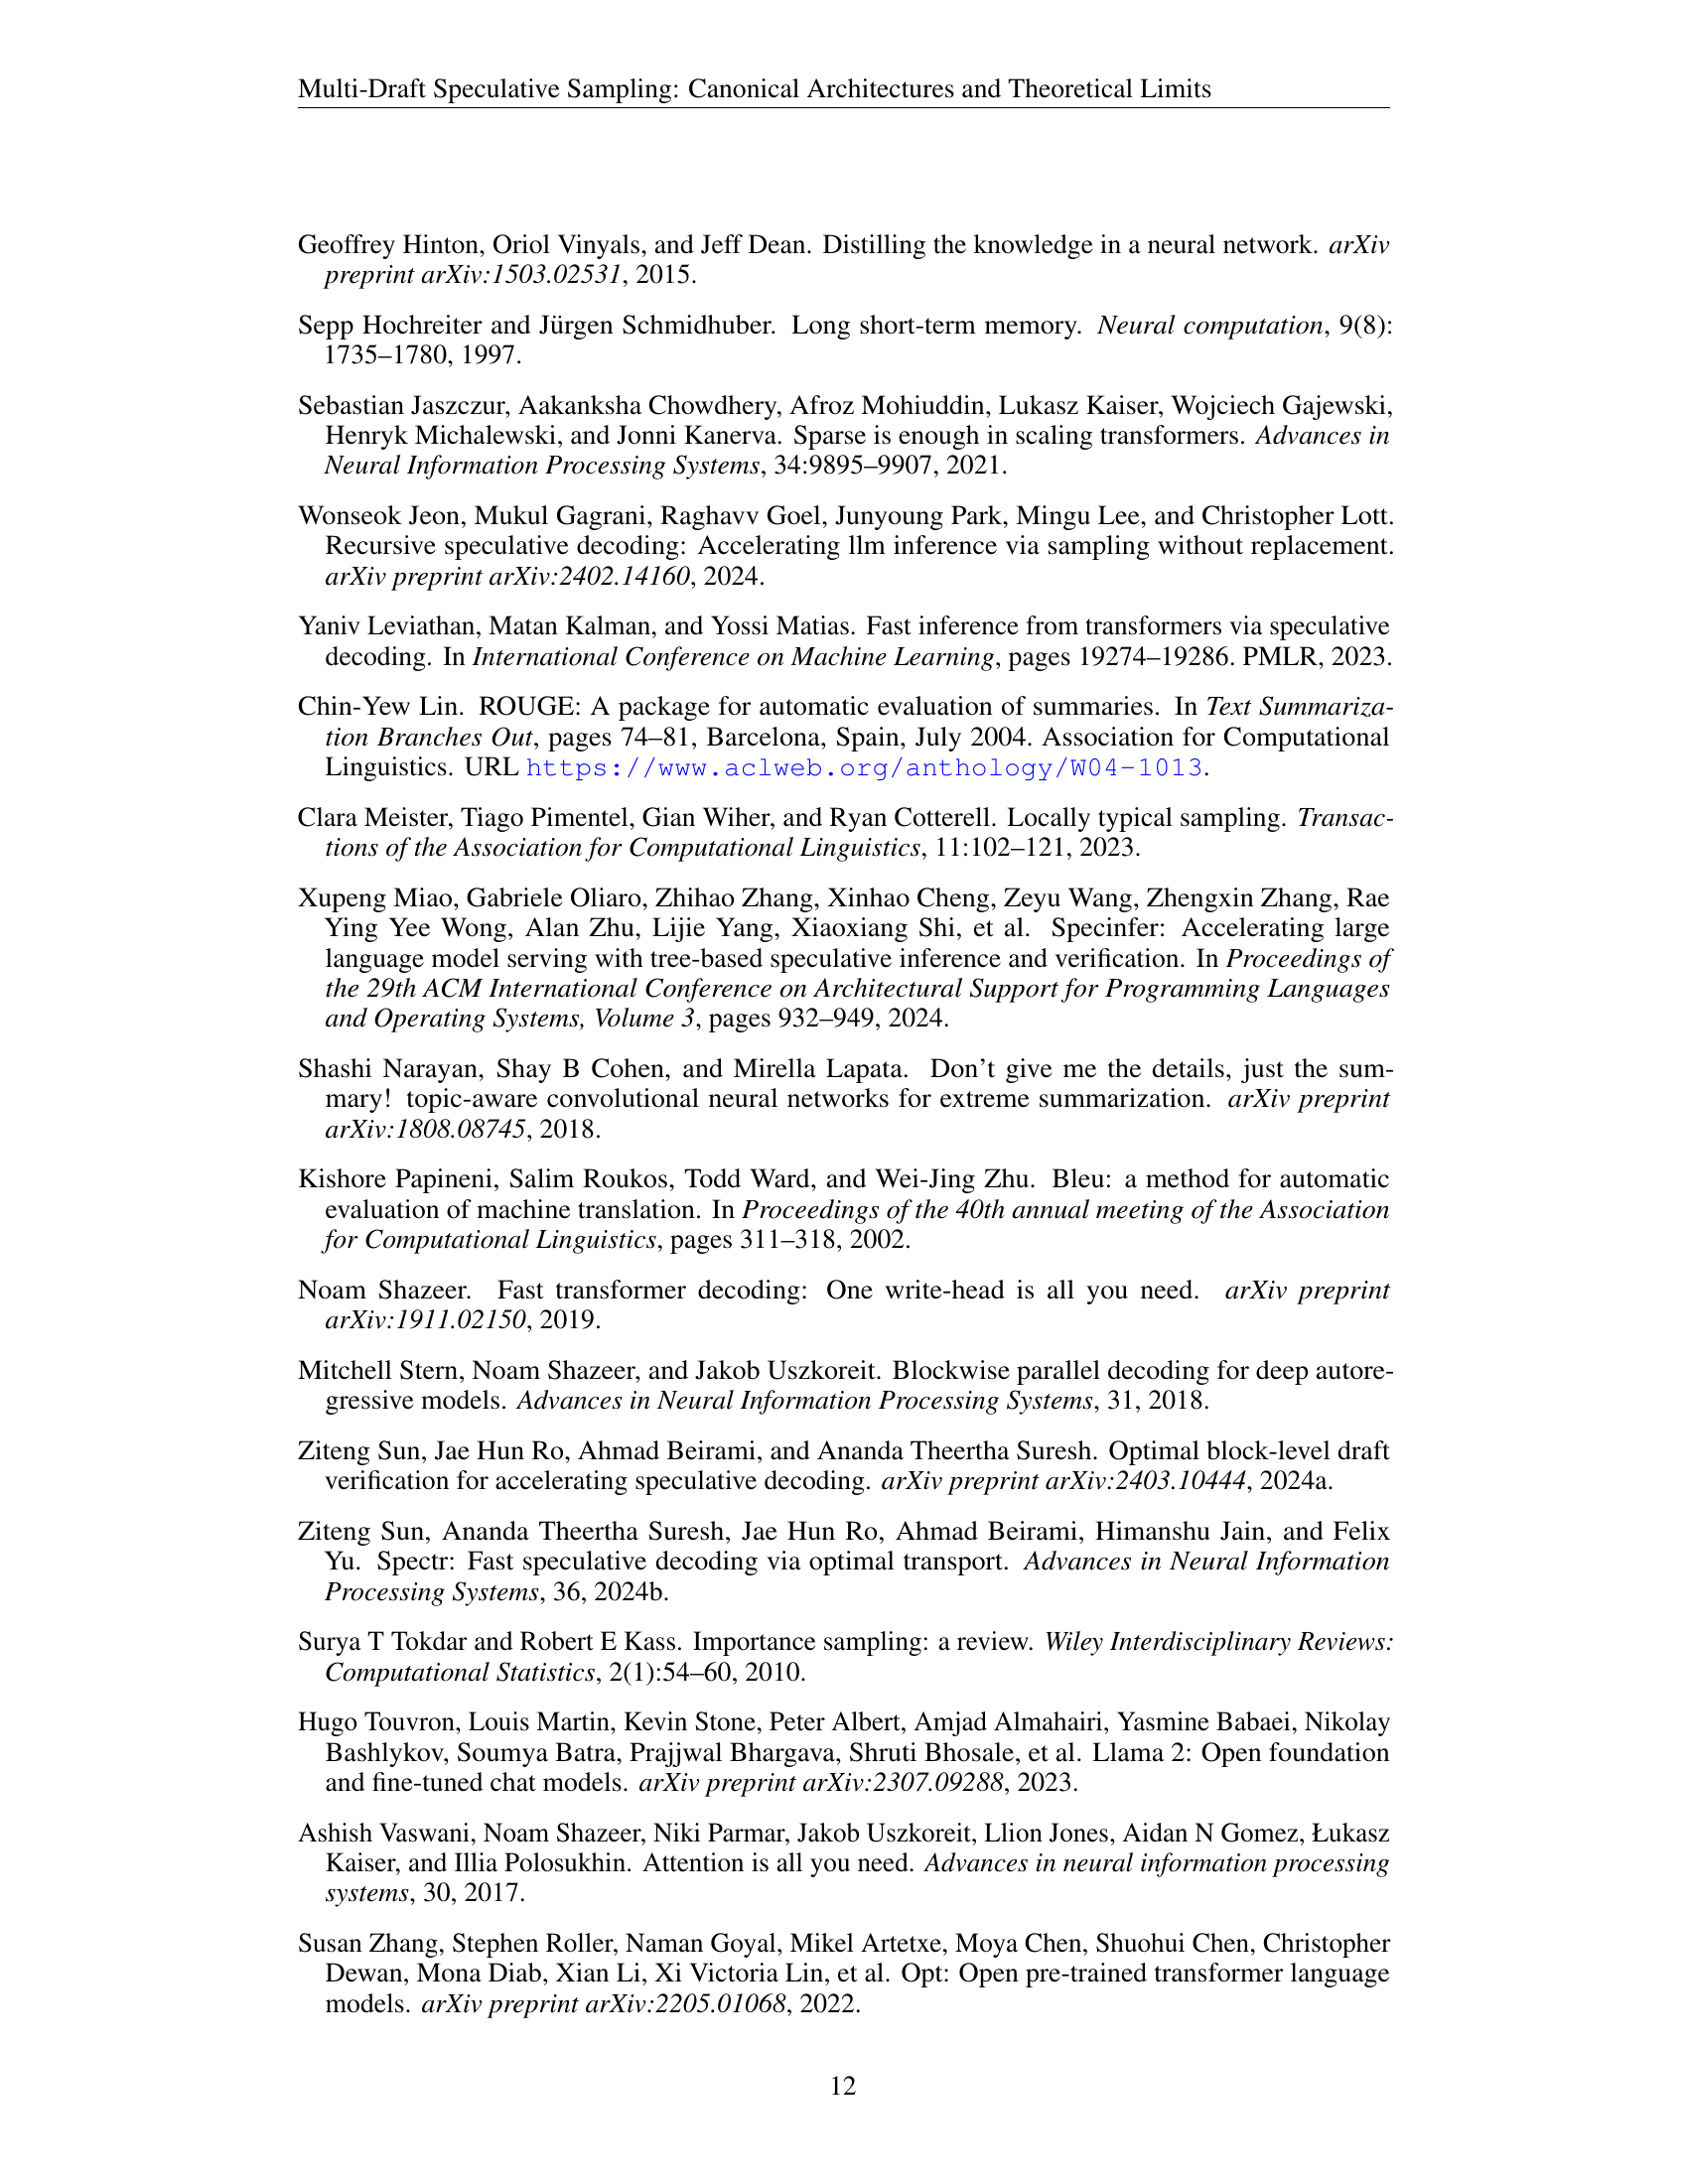 Multi-Draft Speculative Sampling: Canonical Architectures and Theoretical Limits
Geoffrey Hinton, Oriol Vinyals, and Jeff Dean. Distilling the knowledge in a neural network. arXiv
preprint arXiv:1503.02531, 2015.
Sepp Hochreiter and Jürgen Schmidhuber. Long short-term memory. Neural computation, 9(8):
1735–1780, 1997.
Sebastian Jaszczur, Aakanksha Chowdhery, Afroz Mohiuddin, Lukasz Kaiser, Wojciech Gajewski,
Henryk Michalewski, and Jonni Kanerva. Sparse is enough in scaling transformers. Advances in
Neural Information Processing Systems, 34:9895–9907, 2021.
Wonseok Jeon, Mukul Gagrani, Raghavv Goel, Junyoung Park, Mingu Lee, and Christopher Lott.
Recursive speculative decoding: Accelerating llm inference via sampling without replacement.
arXiv preprint arXiv:2402.14160, 2024.
Yaniv Leviathan, Matan Kalman, and Yossi Matias. Fast inference from transformers via speculative
decoding. In International Conference on Machine Learning, pages 19274–19286. PMLR, 2023.
Chin-Yew Lin. ROUGE: A package for automatic evaluation of summaries. In Text Summariza-
tion Branches Out, pages 74–81, Barcelona, Spain, July 2004. Association for Computational
Linguistics. URL https://www.aclweb.org/anthology/W04-1013.
Clara Meister, Tiago Pimentel, Gian Wiher, and Ryan Cotterell. Locally typical sampling. Transac-
tions of the Association for Computational Linguistics, 11:102–121, 2023.
Xupeng Miao, Gabriele Oliaro, Zhihao Zhang, Xinhao Cheng, Zeyu Wang, Zhengxin Zhang, Rae
Ying Yee Wong, Alan Zhu, Lijie Yang, Xiaoxiang Shi, et al. Specinfer: Accelerating large
language model serving with tree-based speculative inference and verification. In Proceedings of
the 29th ACM International Conference on Architectural Support for Programming Languages
and Operating Systems, Volume 3, pages 932–949, 2024.
Shashi Narayan, Shay B Cohen, and Mirella Lapata. Don’t give me the details, just the sum-
mary! topic-aware convolutional neural networks for extreme summarization. arXiv preprint
arXiv:1808.08745, 2018.
Kishore Papineni, Salim Roukos, Todd Ward, and Wei-Jing Zhu. Bleu: a method for automatic
evaluation of machine translation. In Proceedings of the 40th annual meeting of the Association
for Computational Linguistics, pages 311–318, 2002.
Noam Shazeer. Fast transformer decoding: One write-head is all you need. arXiv preprint
arXiv:1911.02150, 2019.
Mitchell Stern, Noam Shazeer, and Jakob Uszkoreit. Blockwise parallel decoding for deep autore-
gressive models. Advances in Neural Information Processing Systems, 31, 2018.
Ziteng Sun, Jae Hun Ro, Ahmad Beirami, and Ananda Theertha Suresh. Optimal block-level draft
verification for accelerating speculative decoding. arXiv preprint arXiv:2403.10444, 2024a.
Ziteng Sun, Ananda Theertha Suresh, Jae Hun Ro, Ahmad Beirami, Himanshu Jain, and Felix
Yu. Spectr: Fast speculative decoding via optimal transport. Advances in Neural Information
Processing Systems, 36, 2024b.
Surya T Tokdar and Robert E Kass. Importance sampling: a review. Wiley Interdisciplinary Reviews:
Computational Statistics, 2(1):54–60, 2010.
Hugo Touvron, Louis Martin, Kevin Stone, Peter Albert, Amjad Almahairi, Yasmine Babaei, Nikolay
Bashlykov, Soumya Batra, Prajjwal Bhargava, Shruti Bhosale, et al. Llama 2: Open foundation
and fine-tuned chat models. arXiv preprint arXiv:2307.09288, 2023.
Ashish Vaswani, Noam Shazeer, Niki Parmar, Jakob Uszkoreit, Llion Jones, Aidan N Gomez, Łukasz
Kaiser, and Illia Polosukhin. Attention is all you need. Advances in neural information processing
systems, 30, 2017.
Susan Zhang, Stephen Roller, Naman Goyal, Mikel Artetxe, Moya Chen, Shuohui Chen, Christopher
Dewan, Mona Diab, Xian Li, Xi Victoria Lin, et al. Opt: Open pre-trained transformer language
models. arXiv preprint arXiv:2205.01068, 2022.
12